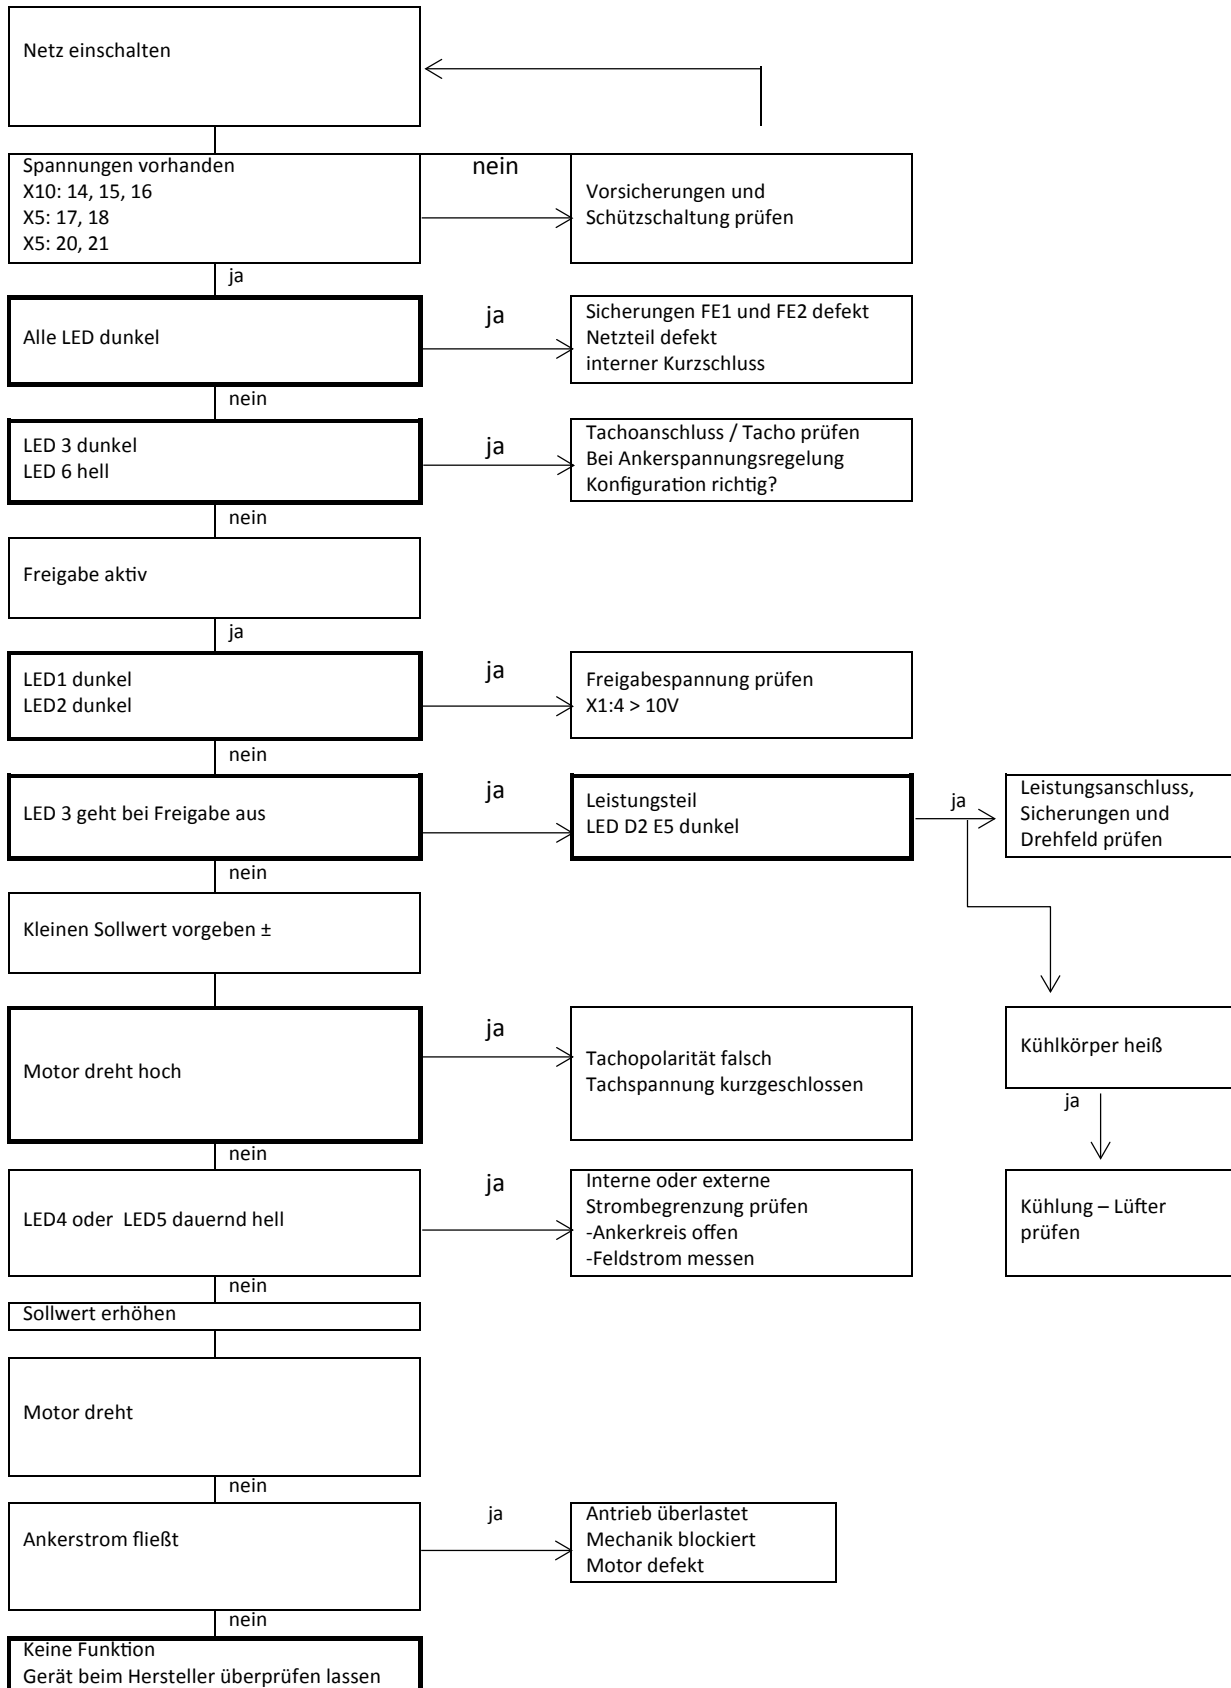 Netz einschalten
Spannungen vorhanden
X10: 14, 15, 16
X5: 17, 18
X5: 20, 21
nein
Vorsicherungen und
Schützschaltung prüfen
ja
Alle LED dunkel
ja
Sicherungen FE1 und FE2 defekt
Netzteil defekt
interner Kurzschluss
nein
LED 3 dunkel
LED 6 hell
ja
Tachoanschluss / Tacho prüfen
Bei Ankerspannungsregelung
Konfiguration richtig?
nein
Freigabe aktiv
ja
LED1 dunkel
LED2 dunkel
ja
Freigabespannung prüfen
X1:4 > 10V
nein
LED 3 geht bei Freigabe aus
ja
Leistungsteil
LED D2 E5 dunkel
ja
Leistungsanschluss,
Sicherungen und
Drehfeld prüfen
nein
Kleinen Sollwert vorgeben ±
Motor dreht hoch
ja
Tachopolarität falsch
Tachspannung kurzgeschlossen
Kühlkörper heiß
ja
nein
LED4 oder LED5 dauernd hell
ja
Interne oder externe
Strombegrenzung prüfen
-Ankerkreis offen
-Feldstrom messen
Kühlung – Lüfter
prüfen
nein
Sollwert erhöhen
Motor dreht
nein
Ankerstrom fließt
ja
Antrieb überlastet
Mechanik blockiert
Motor defekt
nein
Keine Funktion
Gerät beim Hersteller überprüfen lassen